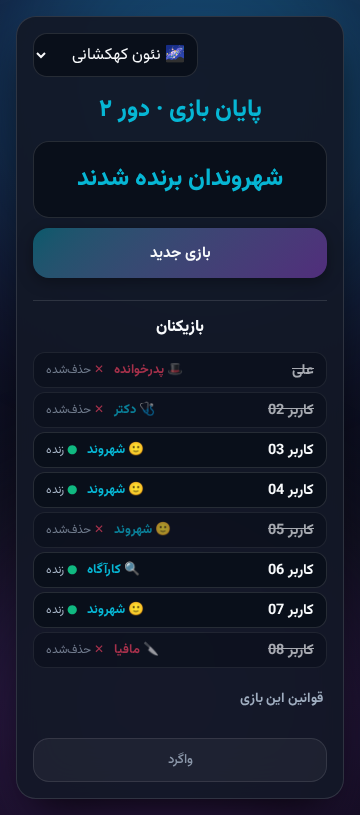 🌌 نئون کهکشانی
پایان بازی · دور ۲
شهروندان برنده شدند
بازی جدید
بازیکنان
علی 🎩 پدرخوانده ✕ حذف‌شده
کاربر 02 🩺 دکتر ✕ حذف‌شده
کاربر 03 🙂 شهروند ● زنده
کاربر 04 🙂 شهروند ● زنده
کاربر 05 🙂 شهروند ✕ حذف‌شده
کاربر 06 🔍 کارآگاه ● زنده
کاربر 07 🙂 شهروند ● زنده
کاربر 08 🔪 مافیا ✕ حذف‌شده
قوانین این بازی
واگرد